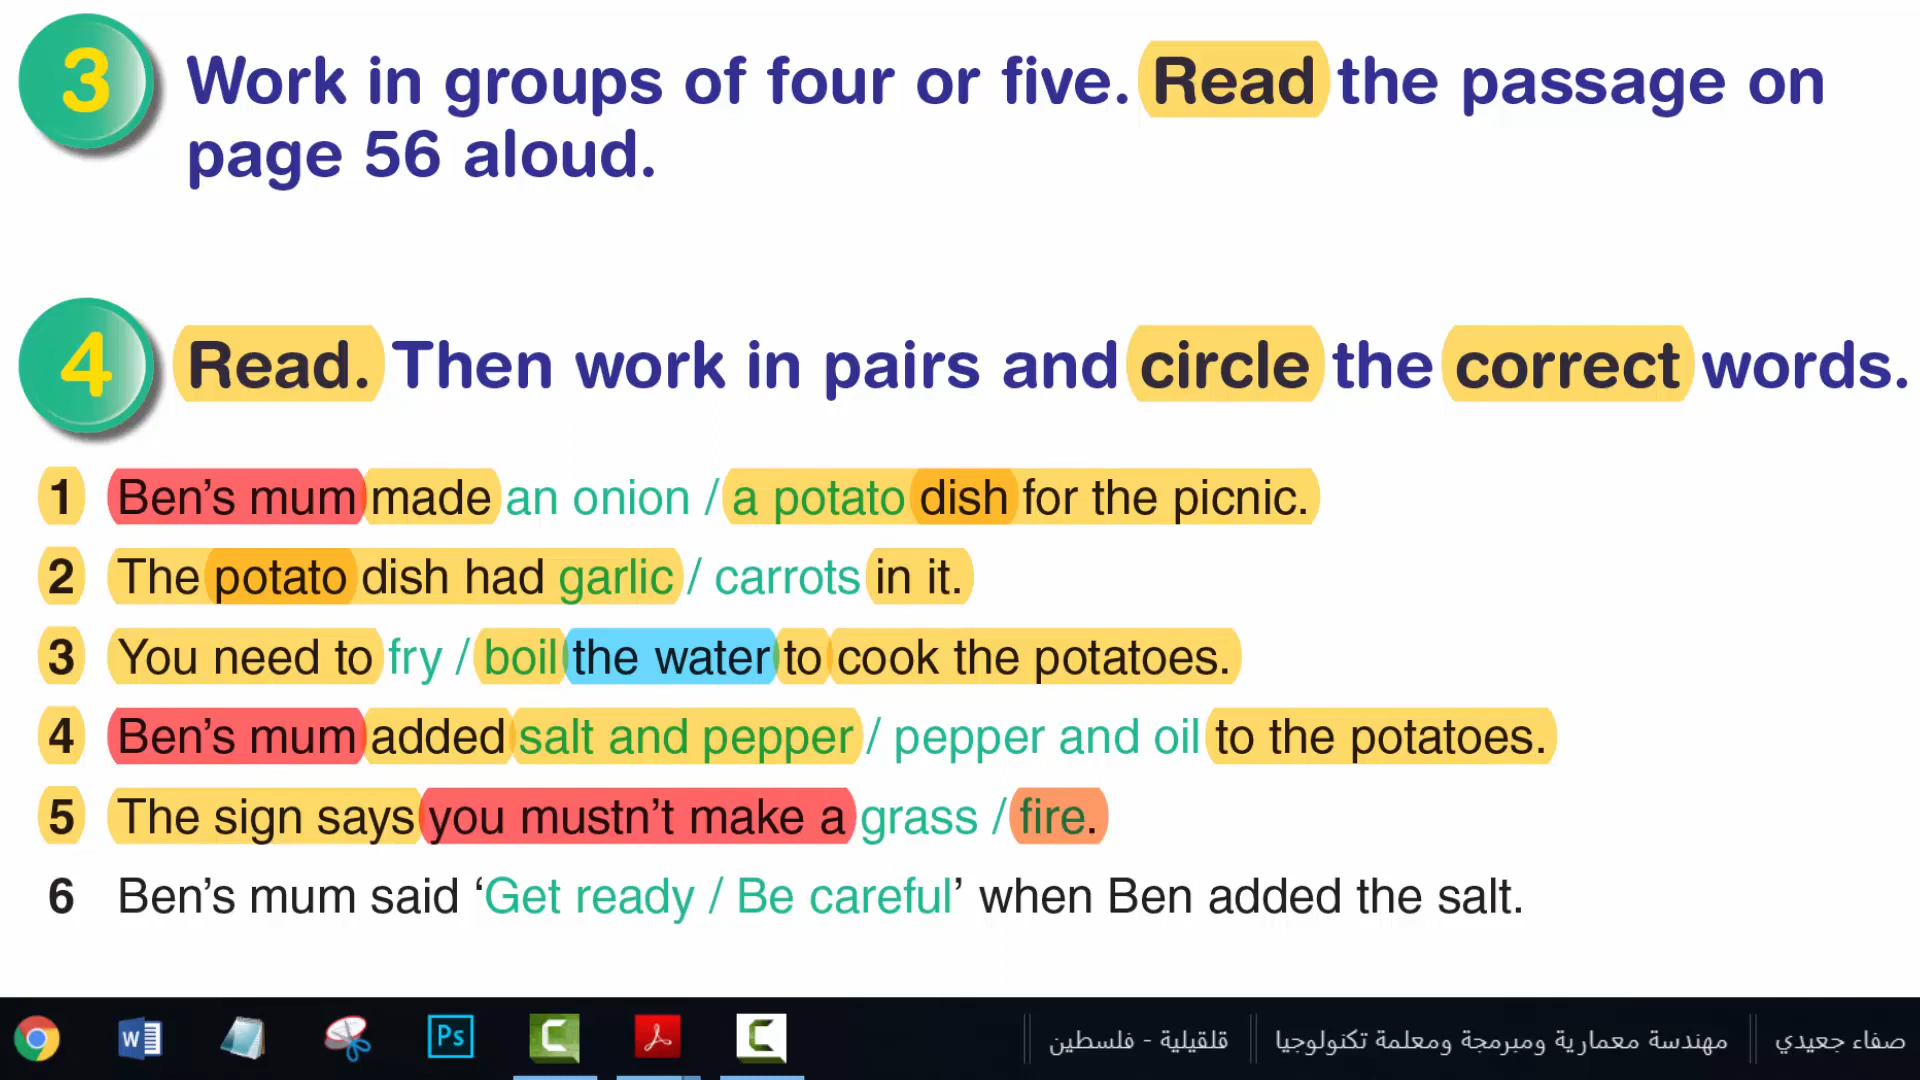 3 Work in groups of four or five. Read the passage on
page 56 aloud.
4 Read. Then work in pairs and circle the correct words.
1 Ben’s mum made an onion / a potato dish for the picnic.
2 The potato dish had garlic / carrots in it.
3 You need to fry / boil the water to cook the potatoes.
4 Ben’s mum added salt and pepper / pepper and oil to the potatoes.
5 The sign says you mustn’t make a grass / fire.
6 Ben’s mum said ‘Get ready / Be careful’ when Ben added the salt.
W Ps C C
صفاء جعيدي مهندسة معمارية ومبرمجة ومعلمة تكنولوجيا قلقيلية - فلسطين